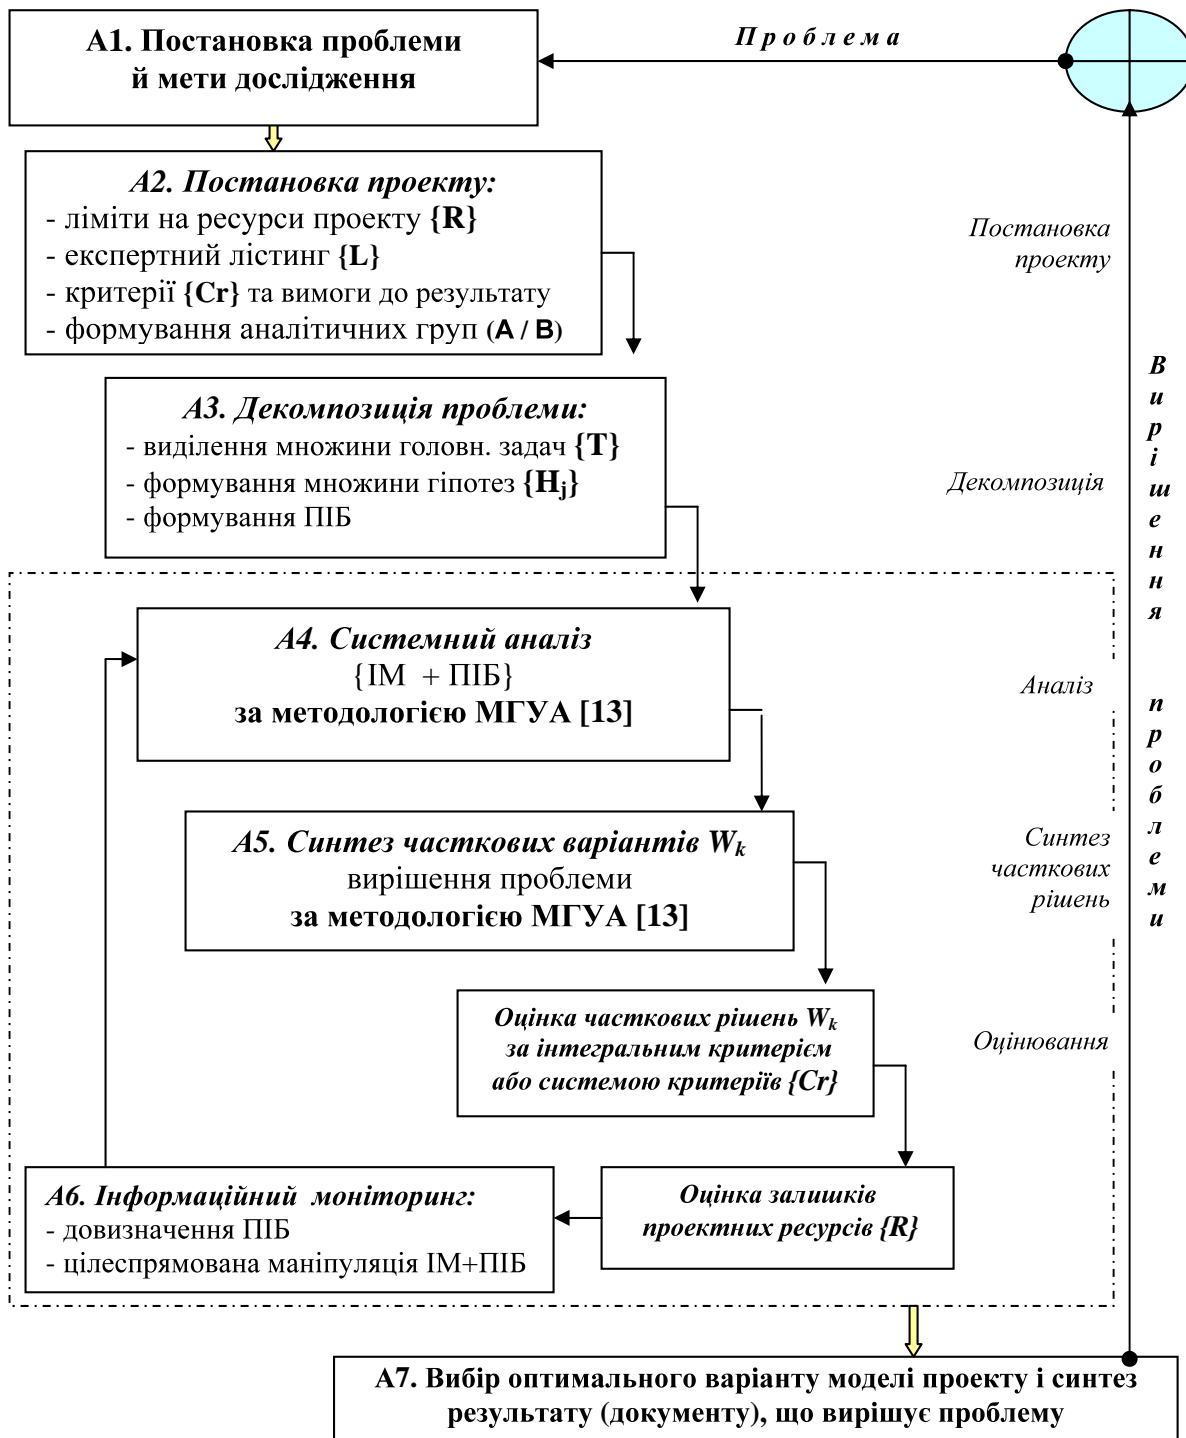 А1. Постановка проблеми
й мети дослідження
П р о б л е м а
А2. Постановка проекту:
- ліміти на ресурси проекту {R}
- експертний лістинг {L}
- критерії {Cr} та вимоги до результату
- формування аналітичних груп (A / B)
Постановка
проекту
А3. Декомпозиція проблеми:
- виділення множини головн. задач {T}
- формування множини гіпотез {Hj}
- формування ПІБ
Декомпозиція
Вирішення проблеми
А4. Системний аналіз
{ІМ + ПІБ}
за методологією МГУА [13]
Аналіз
А5. Синтез часткових варіантів Wk
вирішення проблеми
за методологією МГУА [13]
Синтез
часткових
рішень
Оцінка часткових рішень Wk
за інтегральним критерієм
або системою критеріїв {Cr}
Оцінювання
А6. Інформаційний моніторинг:
- довизначення ПІБ
- цілеспрямована маніпуляція ІМ+ПІБ
Оцінка залишків
проектних ресурсів {R}
А7. Вибір оптимального варіанту моделі проекту і синтез
результату (документу), що вирішує проблему